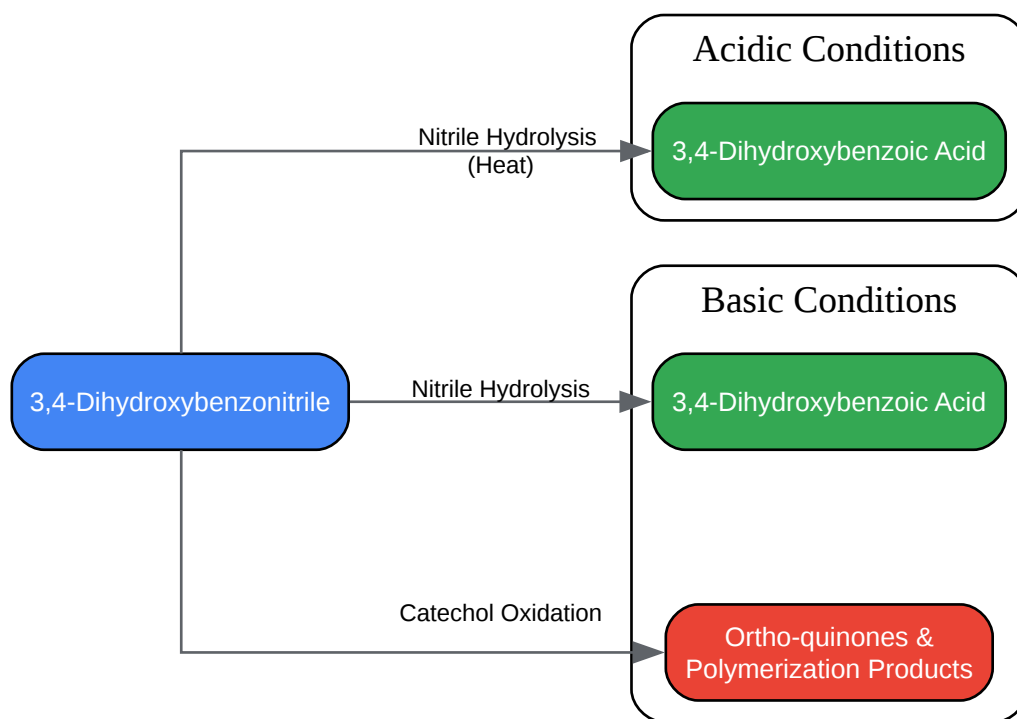 Acidic Conditions
Nitrile Hydrolysis
(Heat)
3,4-Dihydroxybenzoic Acid
Basic Conditions
3,4-Dihydroxybenzonitrile
Nitrile Hydrolysis
3,4-Dihydroxybenzoic Acid
Catechol Oxidation
Ortho-quinones &
Polymerization Products